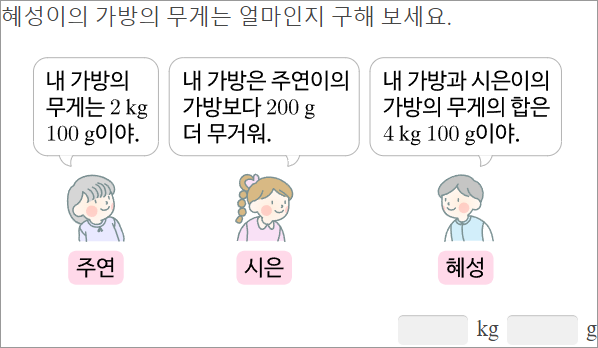 혜성이의 가방의 무게는 얼마인지 구해 보세요.
내 가방의
무게는 2 kg
100 g이야.
내 가방은 주연이의
가방보다 200 g
더 무거워.
내 가방과 시은이의
가방의 무게의 합은
4 kg 100 g이야.
주연
시은
혜성
kg g